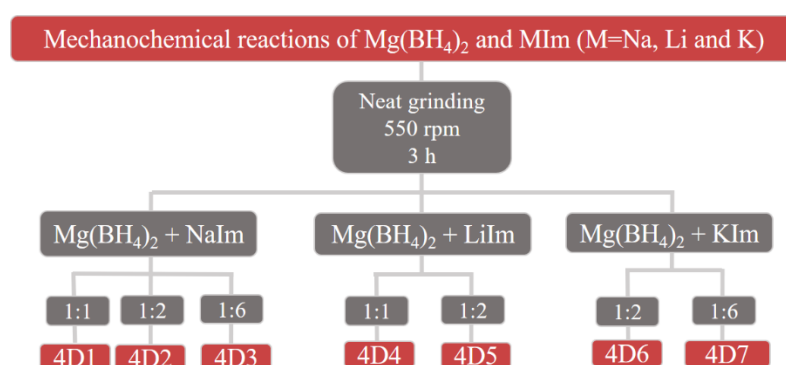 Mechanochemical reactions of Mg(BH₄)₂ and MIm (M=Na, Li and K)
Neat grinding
550 rpm
3 h
Mg(BH₄)₂ + NaIm
Mg(BH₄)₂ + LiIm
Mg(BH₄)₂ + KIm
1:1
1:2
1:6
1:1
1:2
1:2
1:6
4D1
4D2
4D3
4D4
4D5
4D6
4D7